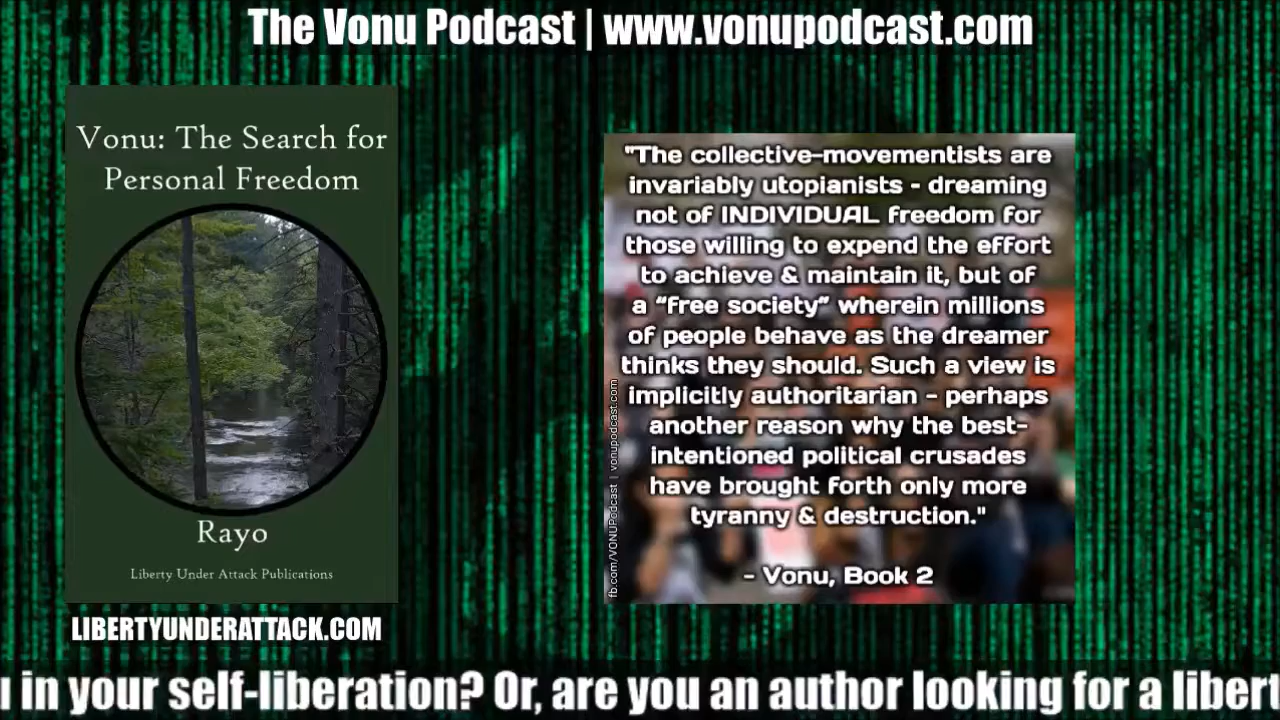 The Vonu Podcast | www.vonupodcast.com
Vonu: The Search for
Personal Freedom
Rayo
Liberty Under Attack Publications
LIBERTYUNDERATTACK.COM
"The collective-movementists are
invariably utopianists - dreaming
not of INDIVIDUAL freedom for
those willing to expend the effort
to achieve & maintain it, but of
a “free society” wherein millions
of people behave as the dreamer
thinks they should. Such a view is
implicitly authoritarian - perhaps
another reason why the best-
intentioned political crusades
have brought forth only more
tyranny & destruction."
- Vonu, Book 2
fb.com/VONUPodcast | vonupodcast.com
u in your self-liberation? Or, are you an author looking for a libert